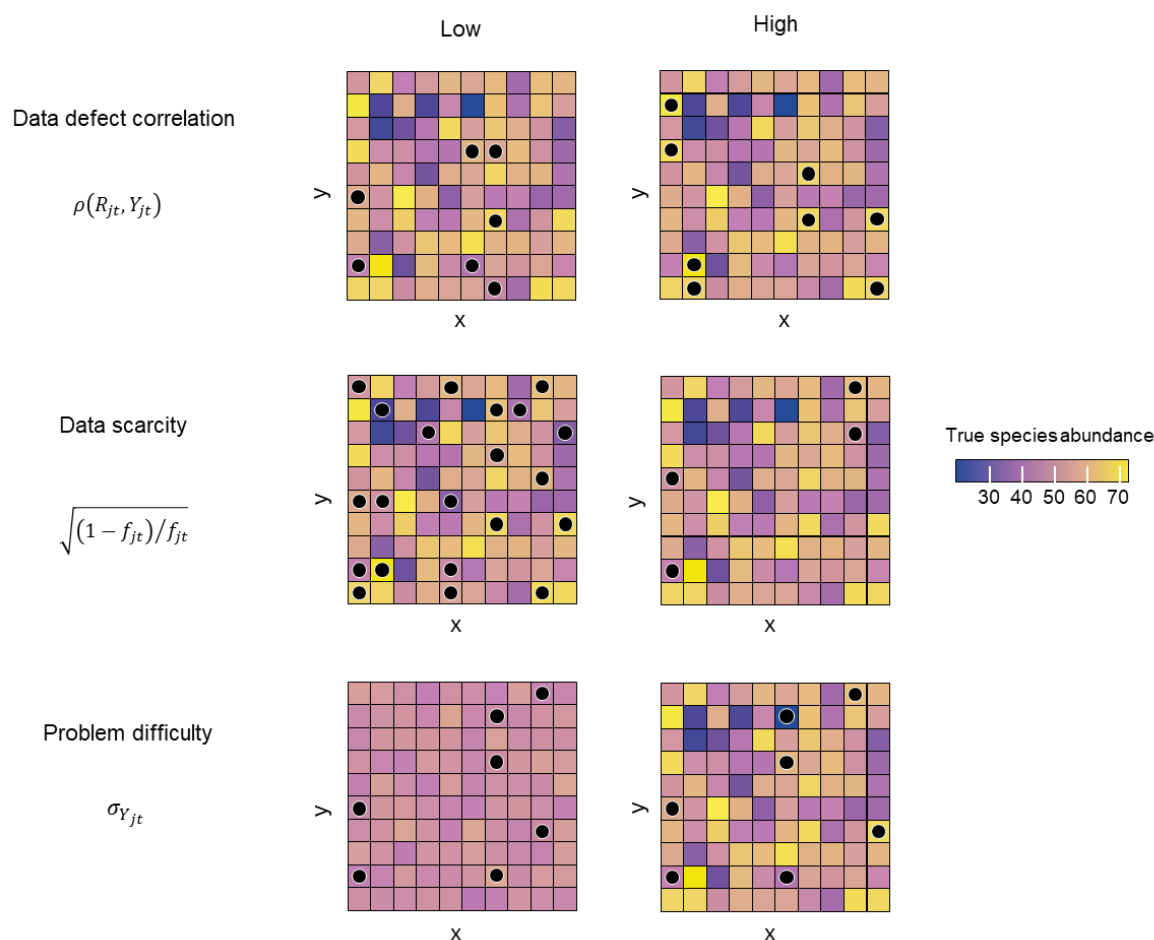 Low
High
Data defect correlation
ρ(R_jt, Y_jt)
y
x
y
x
Data scarcity
√((1 − f_jt)/f_jt)
y
x
y
x
True species abundance
30 40 50 60 70
Problem difficulty
σ_Y_jt
y
x
y
x